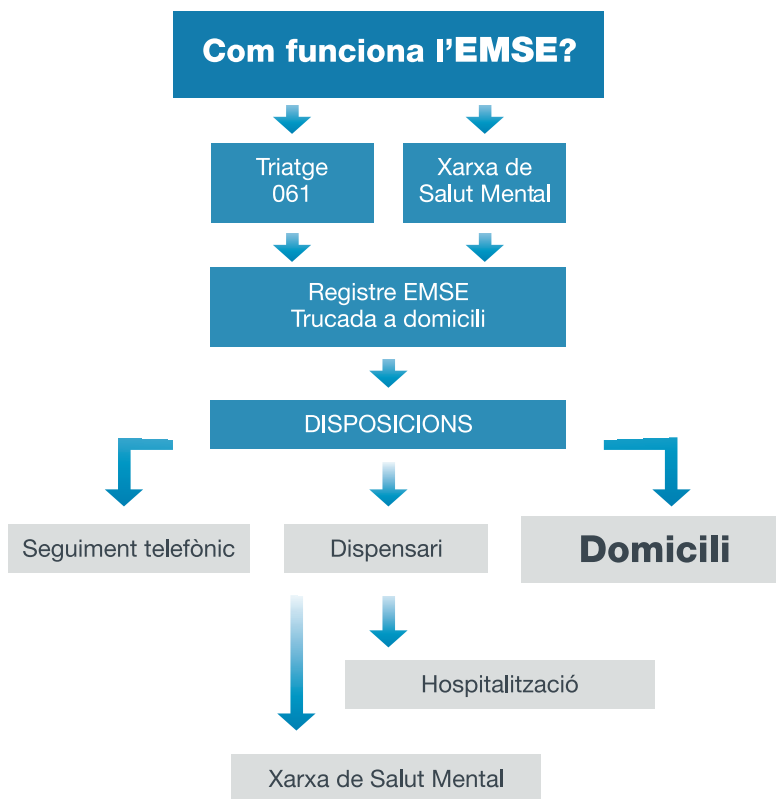 Com funciona l'EMSE?
Triatge
061
Xarxa de
Salut Mental
Registre EMSE
Trucada a domicili
DISPOSICIONS
Seguiment telefònic
Dispensari
Domicili
Hospitalització
Xarxa de Salut Mental